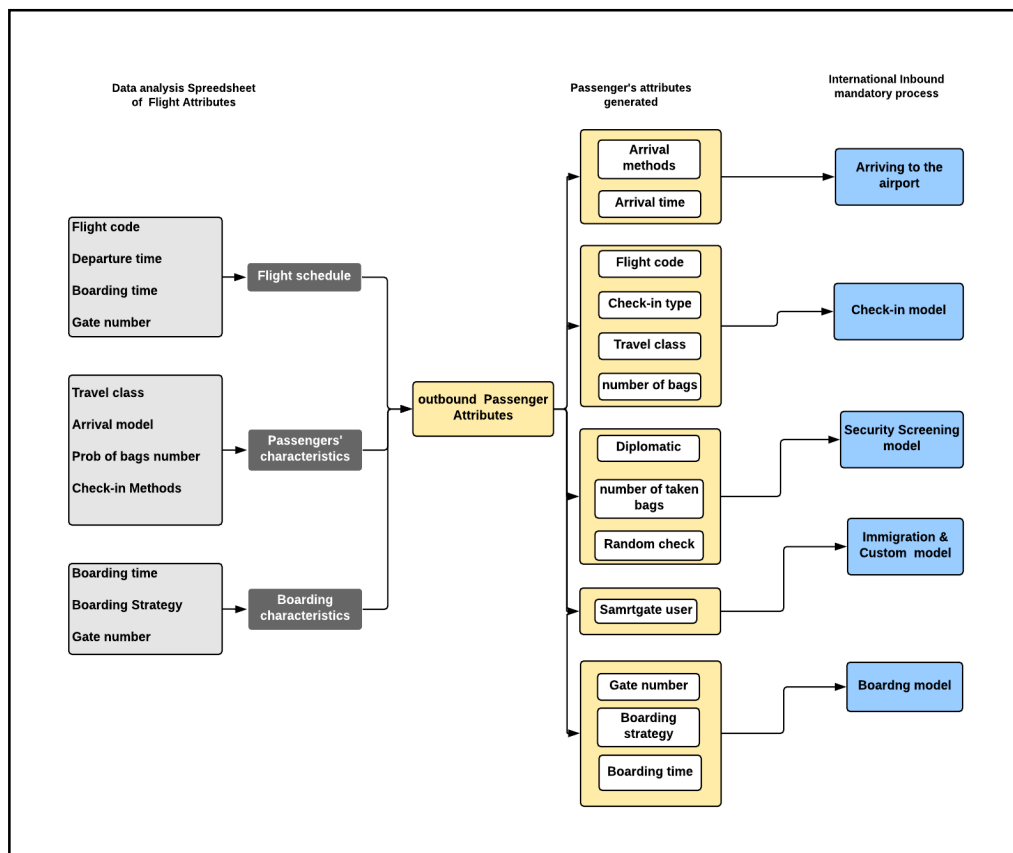 Data analysis Spreedsheet
of Flight Attributes
Passenger's attributes
generated
International Inbound
mandatory process
Flight code
Departure time
Boarding time
Gate number
Flight schedule
Travel class
Arrival model
Prob of bags number
Check-in Methods
Passengers'
characteristics
Boarding time
Boarding Strategy
Gate number
Boarding
characteristics
outbound Passenger
Attributes
Arrival
methods
Arrival time
Flight code
Check-in type
Travel class
number of bags
Diplomatic
number of taken
bags
Random check
Samrtgate user
Gate number
Boarding
strategy
Boarding time
Arriving to the
airport
Check-in model
Security Screening
model
Immigration &
Custom model
Boardng model